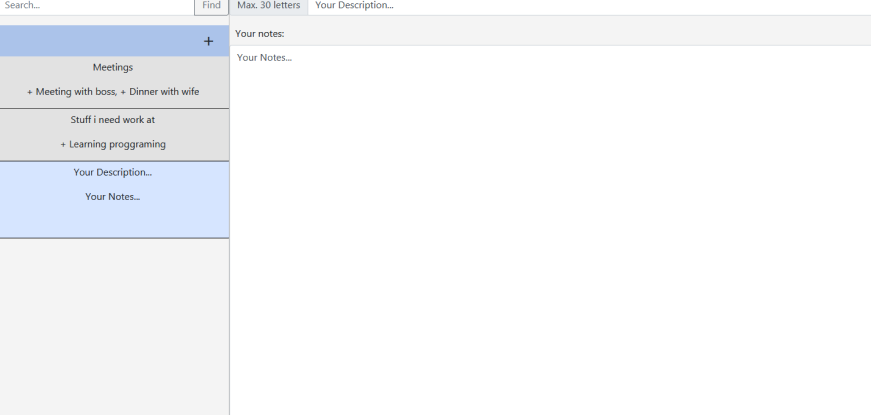 Search... Find Max. 30 letters Your Description...
+
Your notes:
Meetings
+ Meeting with boss, + Dinner with wife
Stuff i need work at
+ Learning proggraming
Your Description...
Your Notes...
Your Notes...